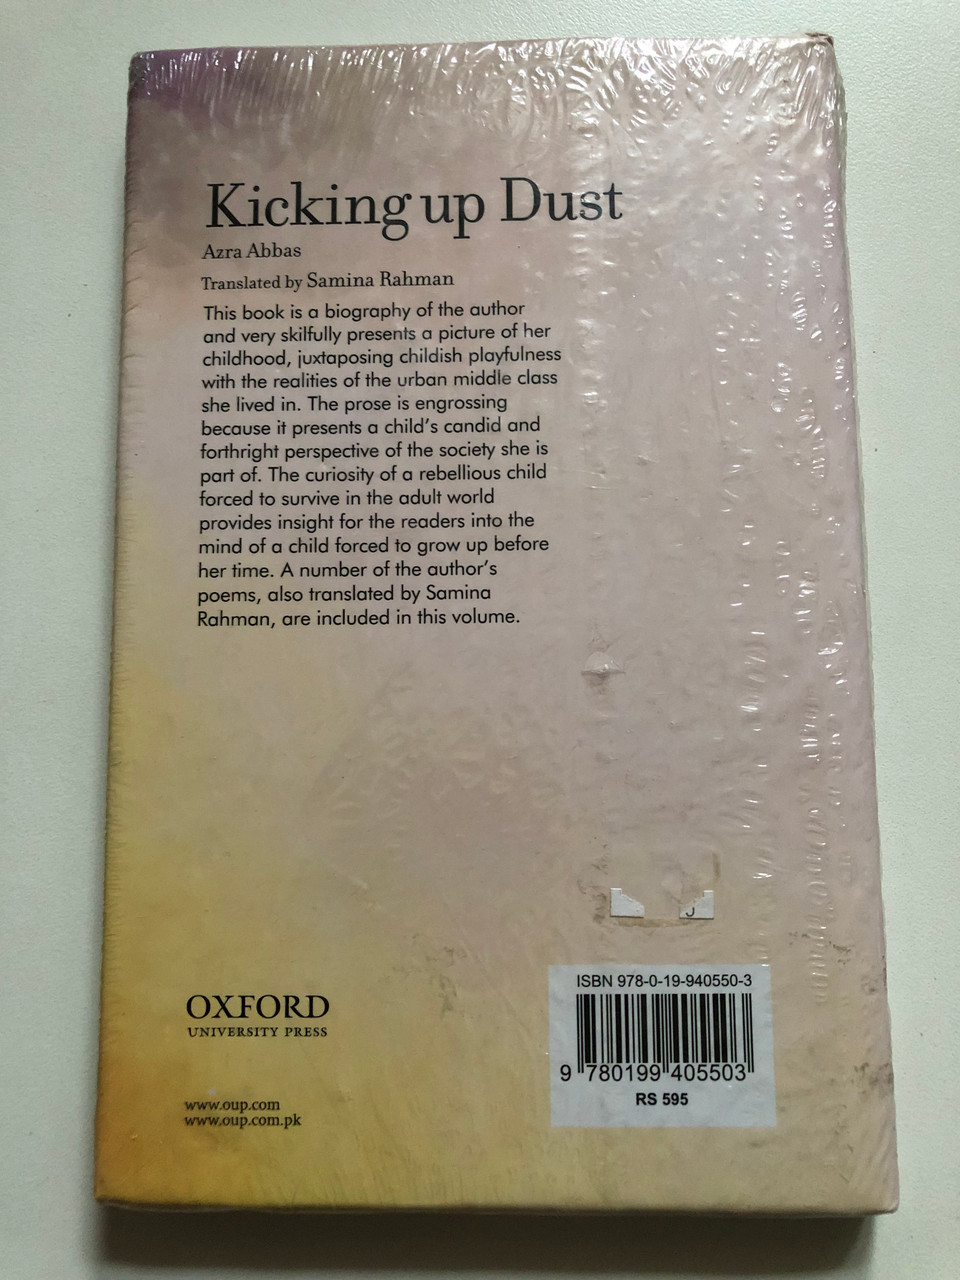 Kicking up Dust
Azra Abbas
Translated by Samina Rahman
This book is a biography of the author
and very skilfully presents a picture of her
childhood, juxtaposing childish playfulness
with the realities of the urban middle class
she lived in. The prose is engrossing
because it presents a child's candid and
forthright perspective of the society she is
part of. The curiosity of a rebellious child
forced to survive in the adult world
provides insight for the readers into the
mind of a child forced to grow up before
her time. A number of the author's
poems, also translated by Samina
Rahman, are included in this volume.
OXFORD
UNIVERSITY PRESS
www.oup.com
www.oup.com.pk
ISBN 978-0-19-940550-3
9 780199 405503
RS 595